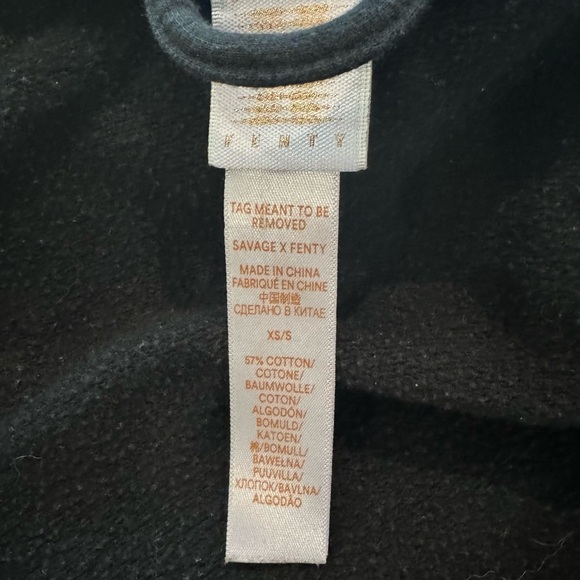 FENTY
TAG MEANT TO BE
REMOVED
SAVAGE X FENTY
MADE IN CHINA
FABRIQUÉ EN CHINE
中国制造
СДЕЛАНО В КИТАЕ
XS/S
57% COTTON/
COTONE/
BAUMWOLLE/
COTON/
ALGODÓN/
BOMULD/
KATOEN/
棉/BOMULL/
BAWEŁNA/
PUUVILLA/
ХЛОПОК/BAVLNA/
ALGODÃO